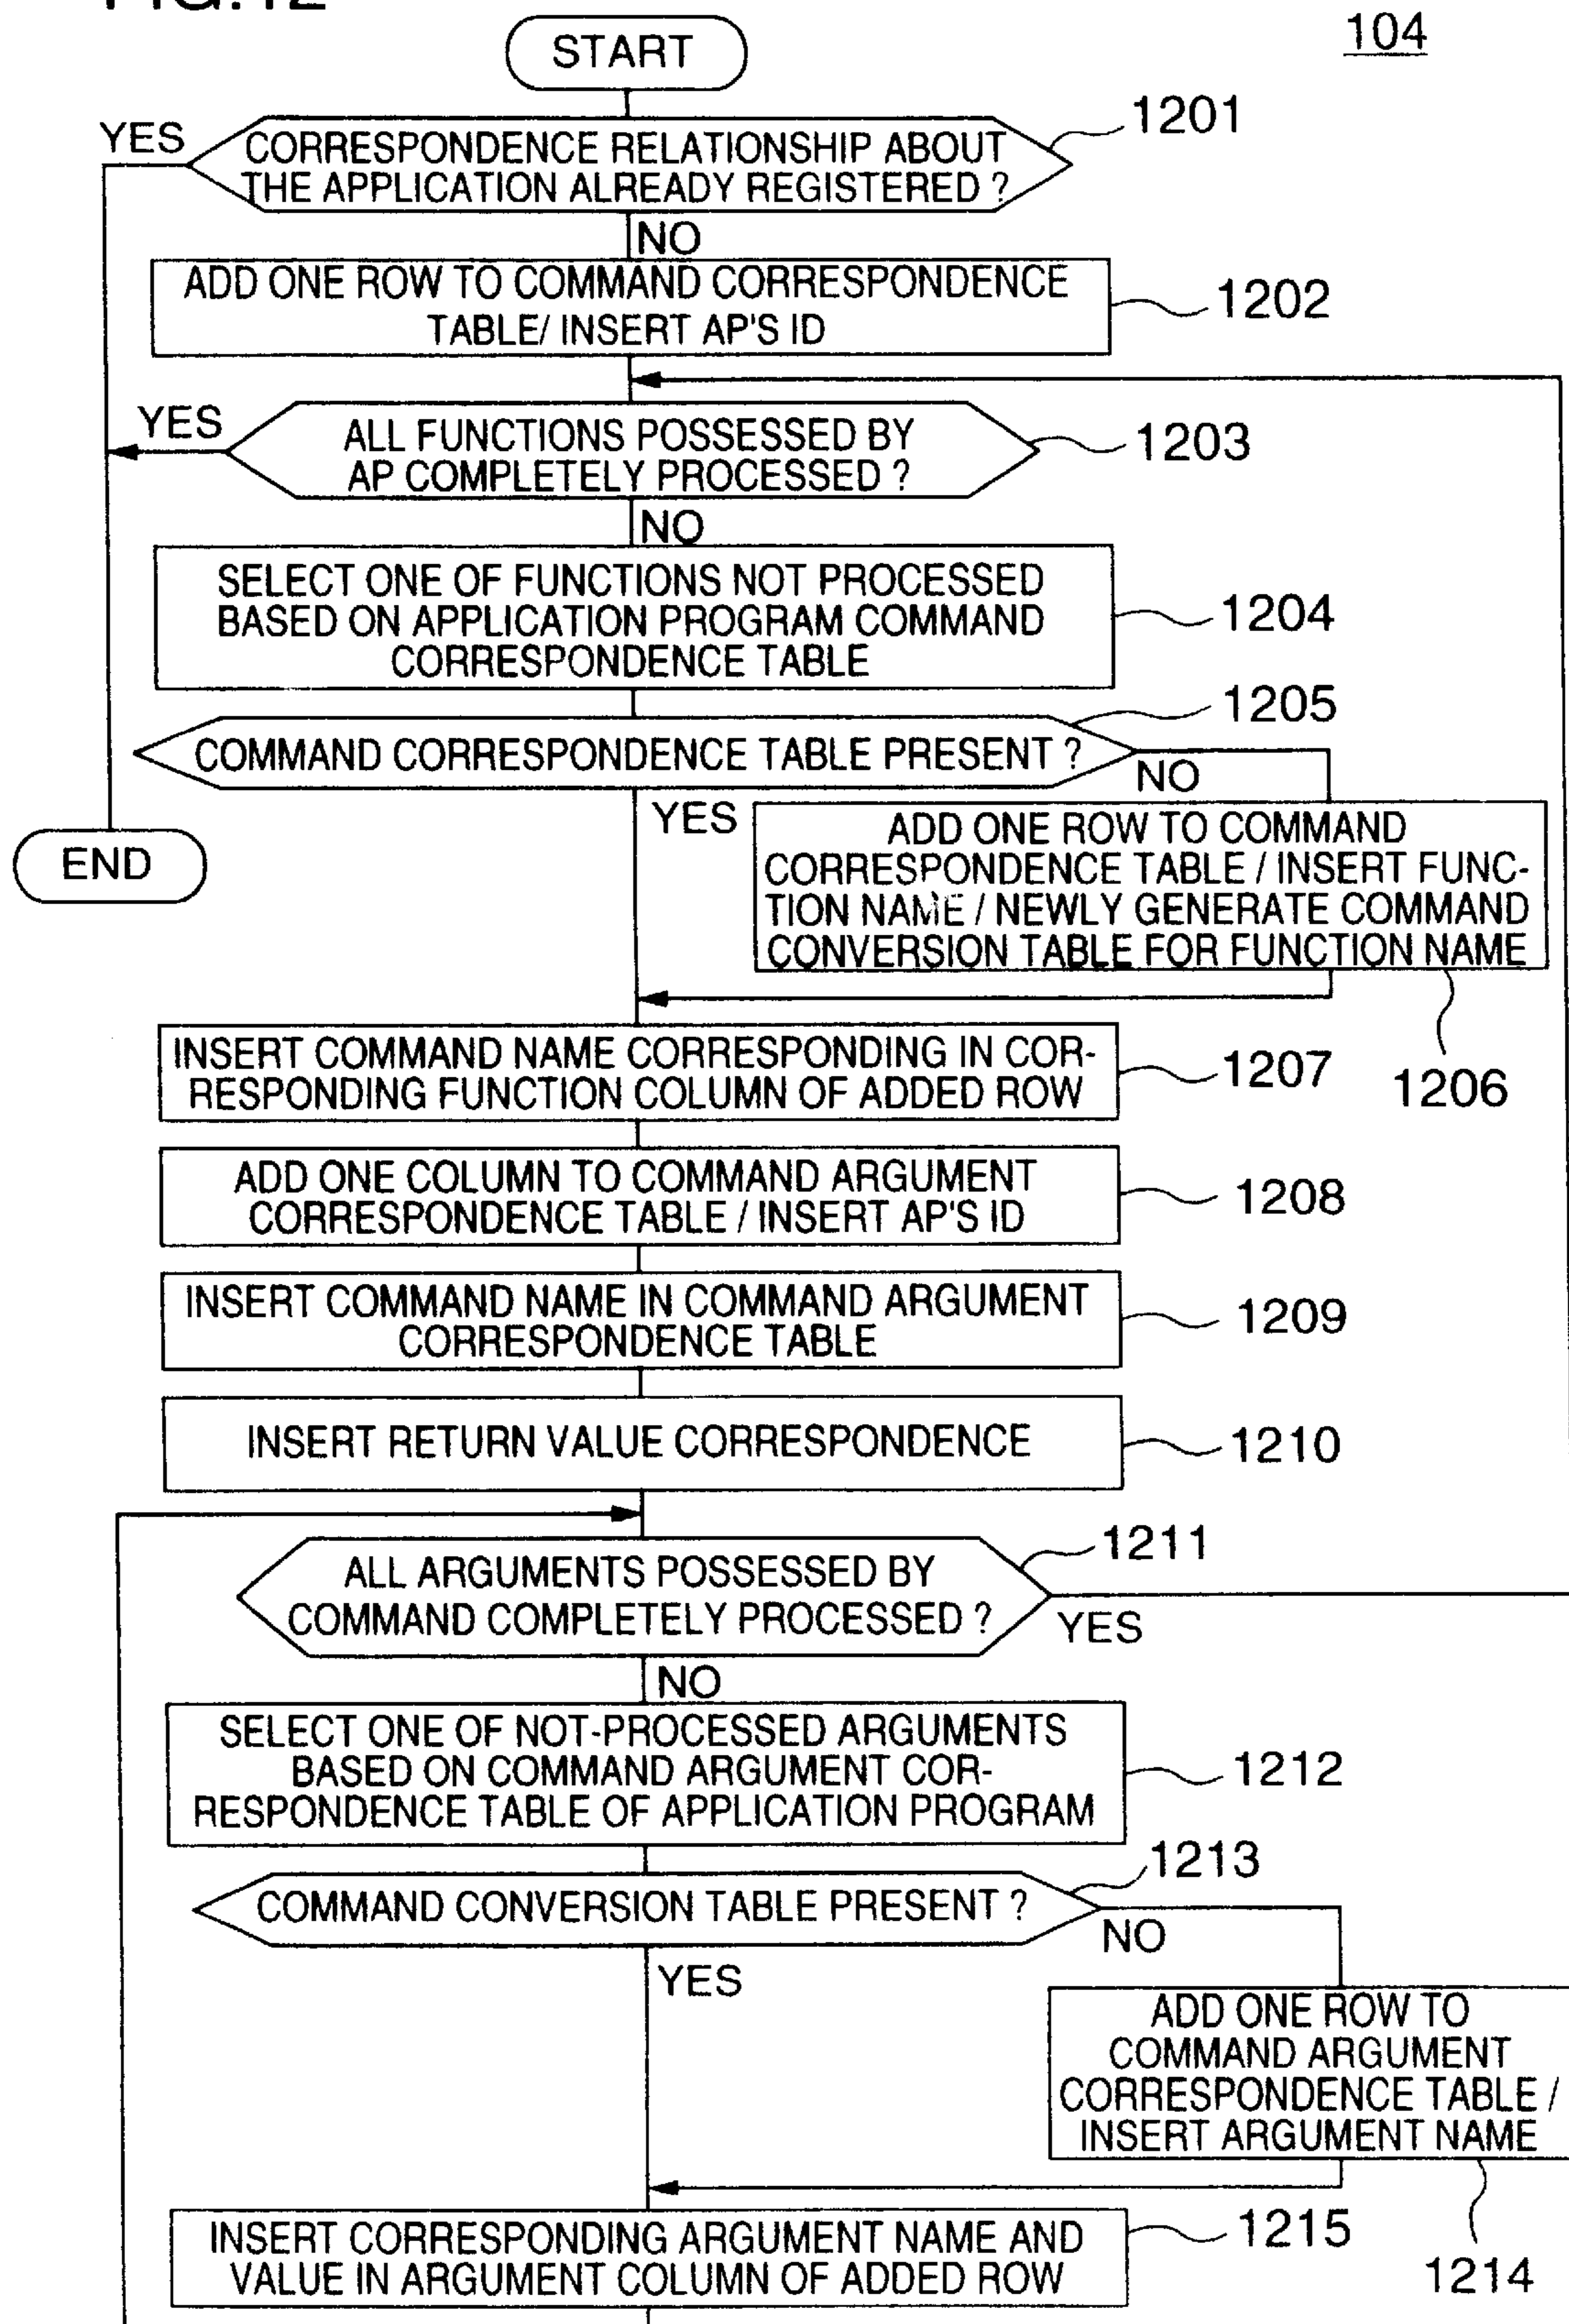 FIG.12
104
START
YES
CORRESPONDENCE RELATIONSHIP ABOUT
THE APPLICATION ALREADY REGISTERED ?
1201
NO
ADD ONE ROW TO COMMAND CORRESPONDENCE
TABLE/ INSERT AP'S ID
1202
YES
ALL FUNCTIONS POSSESSED BY
AP COMPLETELY PROCESSED ?
1203
NO
SELECT ONE OF FUNCTIONS NOT PROCESSED
BASED ON APPLICATION PROGRAM COMMAND
CORRESPONDENCE TABLE
1204
COMMAND CORRESPONDENCE TABLE PRESENT ?
1205
NO
YES
END
ADD ONE ROW TO COMMAND
CORRESPONDENCE TABLE / INSERT FUNC-
TION NAME / NEWLY GENERATE COMMAND
CONVERSION TABLE FOR FUNCTION NAME
1206
INSERT COMMAND NAME CORRESPONDING IN COR-
RESPONDING FUNCTION COLUMN OF ADDED ROW
1207
ADD ONE COLUMN TO COMMAND ARGUMENT
CORRESPONDENCE TABLE / INSERT AP'S ID
1208
INSERT COMMAND NAME IN COMMAND ARGUMENT
CORRESPONDENCE TABLE
1209
INSERT RETURN VALUE CORRESPONDENCE
1210
ALL ARGUMENTS POSSESSED BY
COMMAND COMPLETELY PROCESSED ?
1211
YES
NO
SELECT ONE OF NOT-PROCESSED ARGUMENTS
BASED ON COMMAND ARGUMENT COR-
RESPONDENCE TABLE OF APPLICATION PROGRAM
1212
COMMAND CONVERSION TABLE PRESENT ?
1213
NO
YES
ADD ONE ROW TO
COMMAND ARGUMENT
CORRESPONDENCE TABLE /
INSERT ARGUMENT NAME
1214
INSERT CORRESPONDING ARGUMENT NAME AND
VALUE IN ARGUMENT COLUMN OF ADDED ROW
1215